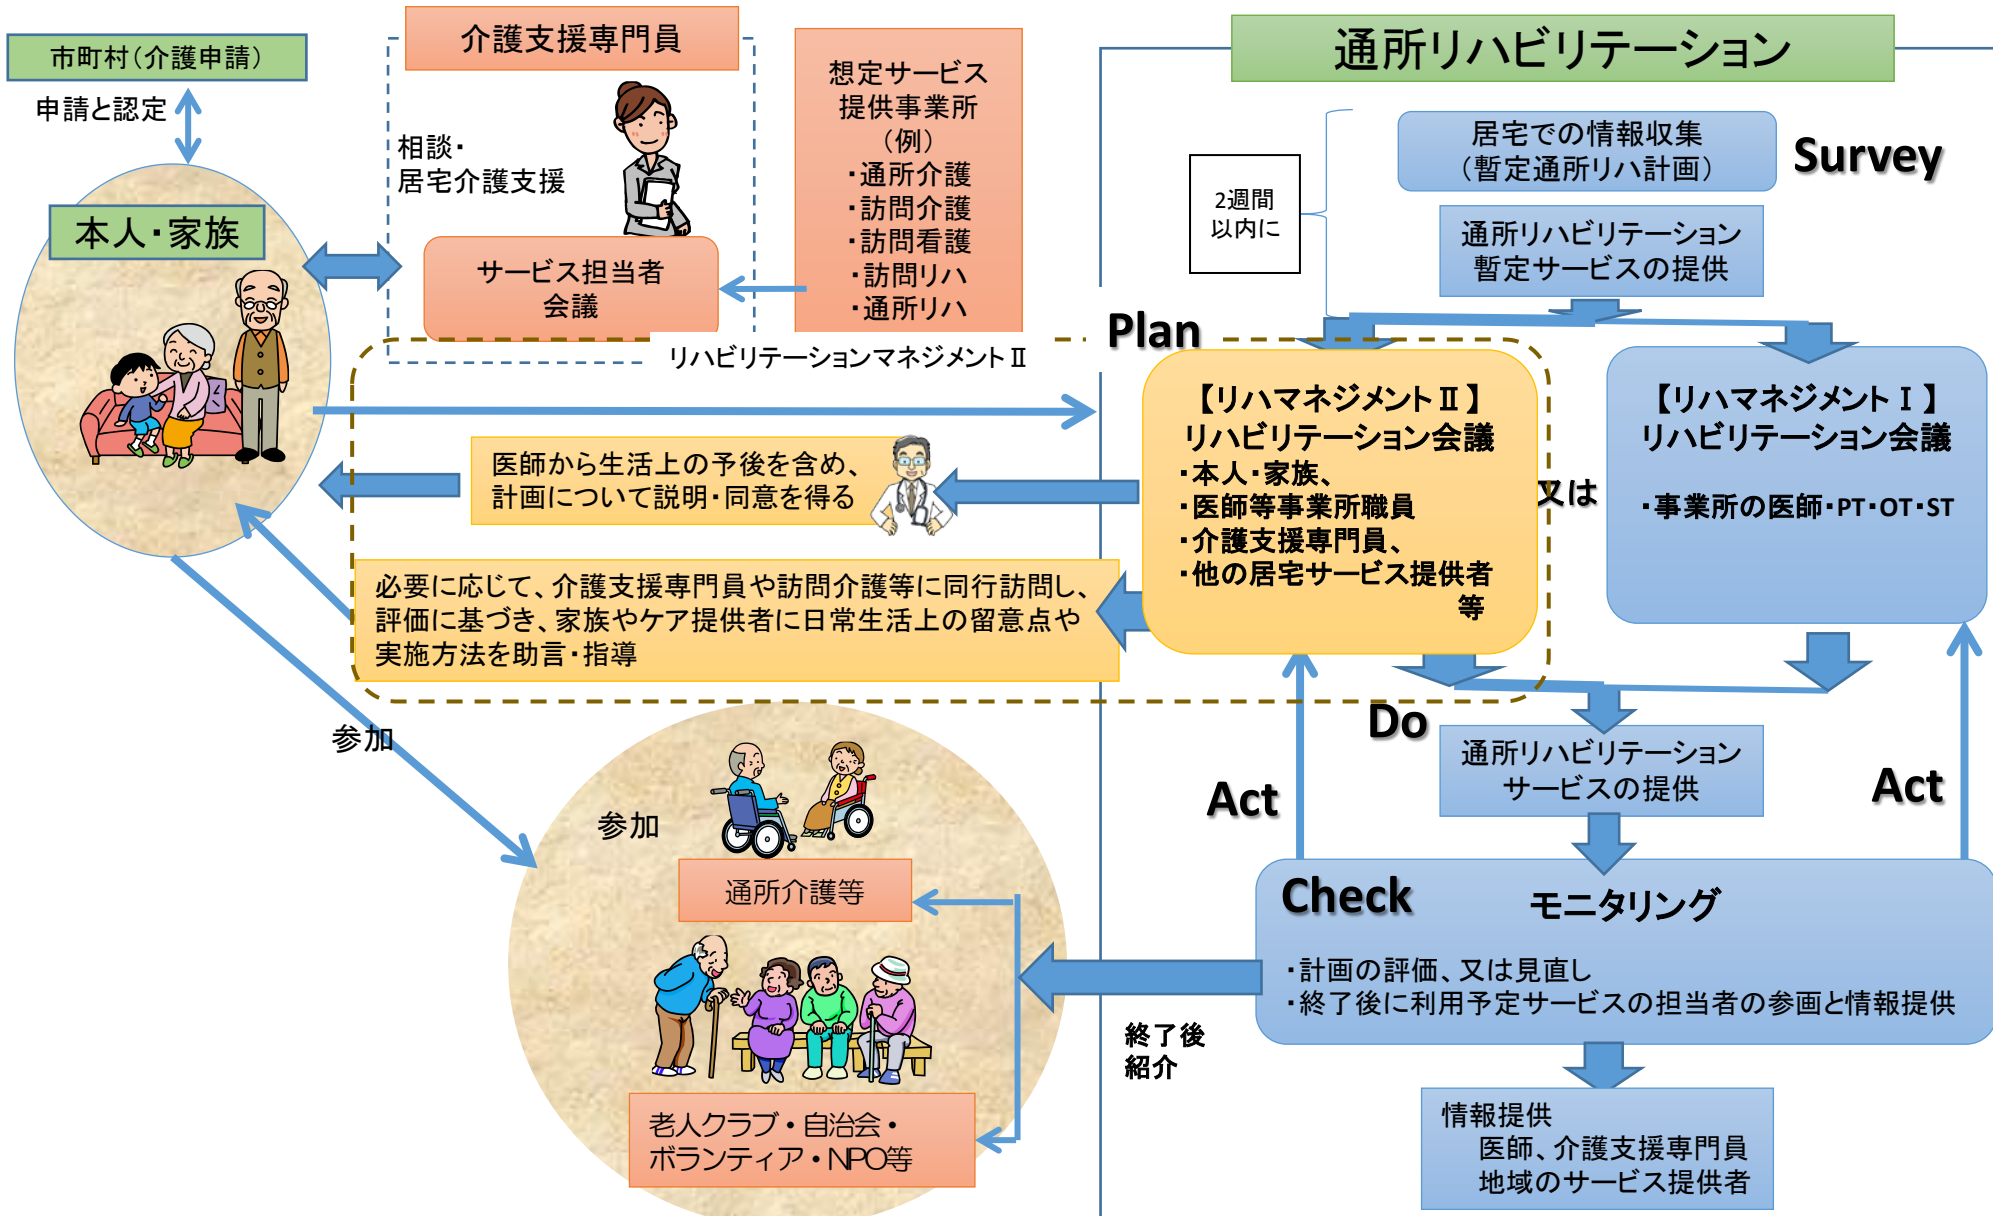 市町村(介護申請)
申請と認定
本人・家族
介護支援専門員
相談・
居宅介護支援
サービス担当者
会議
想定サービス
提供事業所
(例)
・通所介護
・訪問介護
・訪問看護
・訪問リハ
・通所リハ
リハビリテーションマネジメントⅡ
医師から生活上の予後を含め、
計画について説明・同意を得る
必要に応じて、介護支援専門員や訪問介護等に同行訪問し、
評価に基づき、家族やケア提供者に日常生活上の留意点や
実施方法を助言・指導
参加
参加
通所介護等
老人クラブ・自治会・
ボランティア・NPO等
終了後
紹介
通所リハビリテーション
2週間
以内に
居宅での情報収集
(暫定通所リハ計画)
Survey
通所リハビリテーション
暫定サービスの提供
Plan
【リハマネジメントⅡ】
リハビリテーション会議
・本人・家族、
・医師等事業所職員
・介護支援専門員、
・他の居宅サービス提供者
等
又は
【リハマネジメントⅠ】
リハビリテーション会議
・事業所の医師・PT・OT・ST
Do
通所リハビリテーション
サービスの提供
Act
Act
Check
モニタリング
・計画の評価、又は見直し
・終了後に利用予定サービスの担当者の参画と情報提供
情報提供
医師、介護支援専門員
地域のサービス提供者